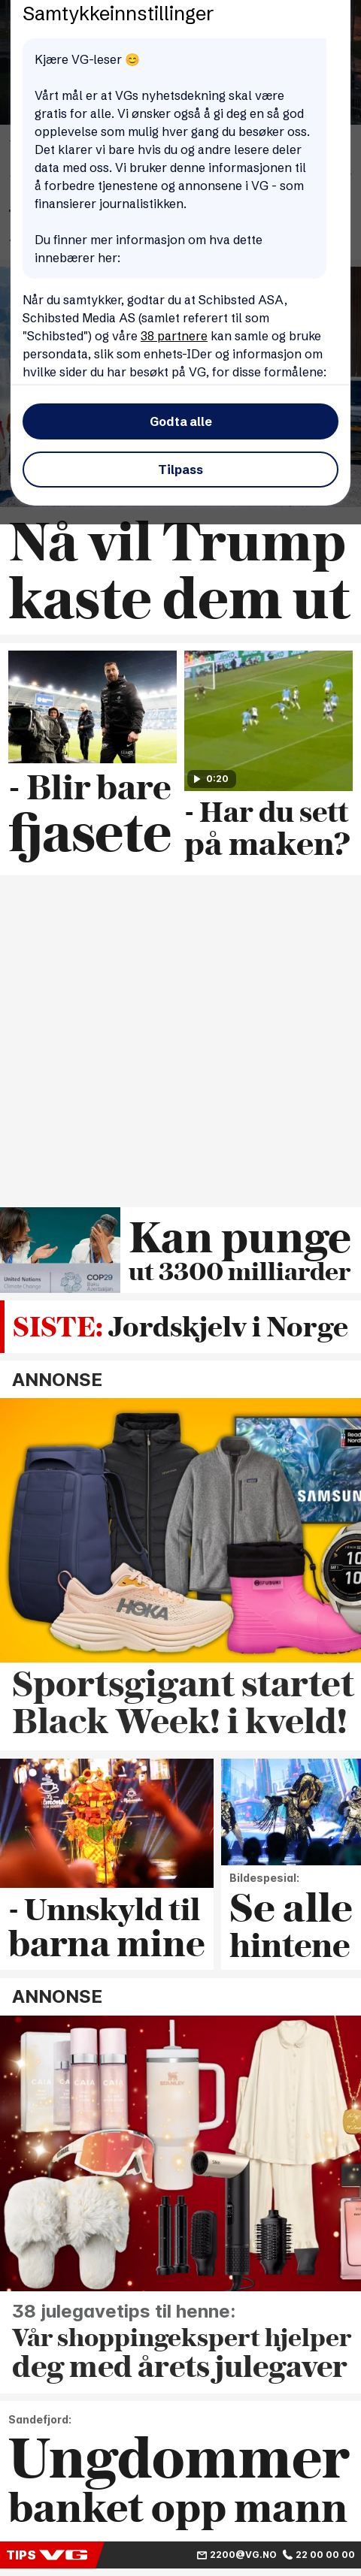 Samtykkeinnstillinger
Kjære VG-leser 😊
Vårt mål er at VGs nyhetsdekning skal være
gratis for alle. Vi ønsker også å gi deg en så god
opplevelse som mulig hver gang du besøker oss.
Det klarer vi bare hvis du og andre lesere deler
data med oss. Vi bruker denne informasjonen til
å forbedre tjenestene og annonsene i VG - som
finansierer journalistikken.
Du finner mer informasjon om hva dette
innebærer her:
Når du samtykker, godtar du at Schibsted ASA,
Schibsted Media AS (samlet referert til som
"Schibsted") og våre 38 partnere kan samle og bruke
persondata, slik som enhets-IDer og informasjon om
hvilke sider du har besøkt på VG, for disse formålene:
Godta alle
Tilpass
Nå vil Trump
kaste dem ut
- Blir bare
fjasete
0:20
- Har du sett
på maken?
United Nations
Climate Change
COP29
Kan punge
ut 3300 milliarder
SISTE: Jordskjelv i Norge
ANNONSE
SAMSUNG
HOKA
Sportsgigant startet
Black Week! i kveld!
- Unnskyld til
barna mine
Bildespesial:
Se alle
hintene
ANNONSE
CAIA
CAIA
STANLEY
38 julegavetips til henne:
Vår shoppingekspert hjelper
deg med årets julegaver
Sandefjord:
Ungdommer
banket opp mann
TIPS VG
2200@VG.NO
22 00 00 00